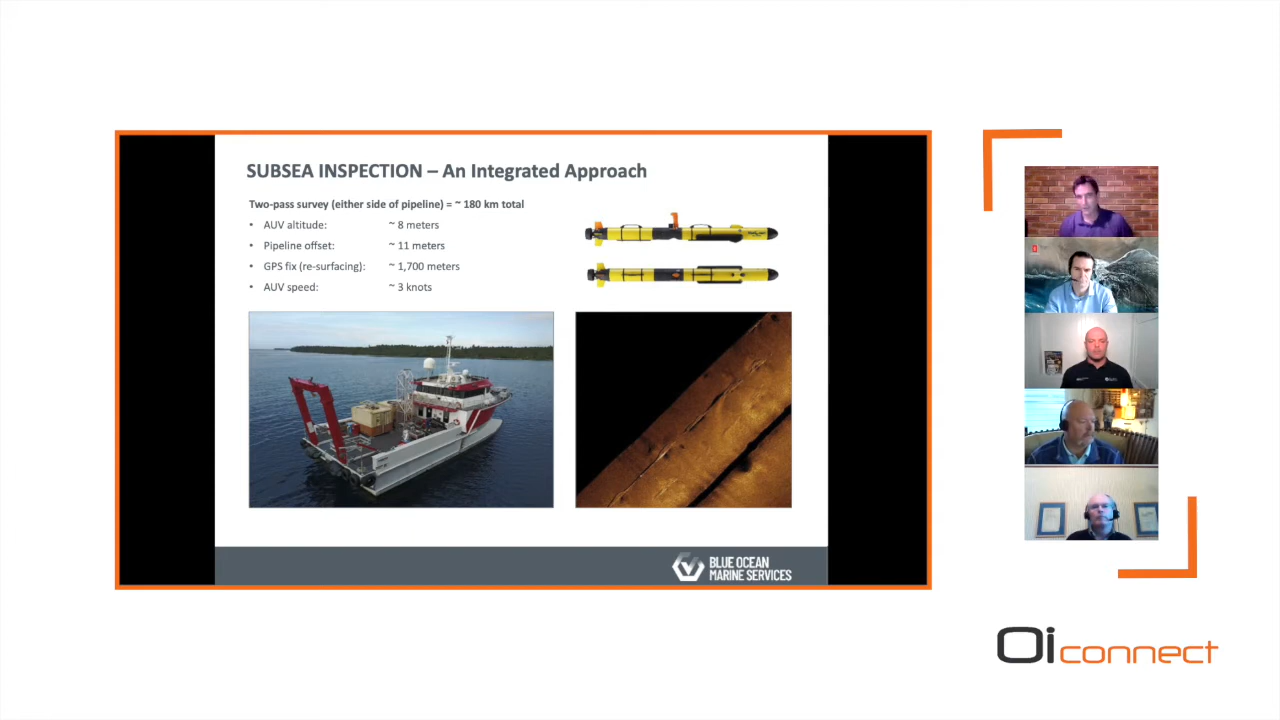 SUBSEA INSPECTION – An Integrated Approach
Two-pass survey (either side of pipeline) = ~ 180 km total
• AUV altitude: ~ 8 meters
• Pipeline offset: ~ 11 meters
• GPS fix (re-surfacing): ~ 1,700 meters
• AUV speed: ~ 3 knots
BLUE OCEAN
MARINE SERVICES
Oi connect